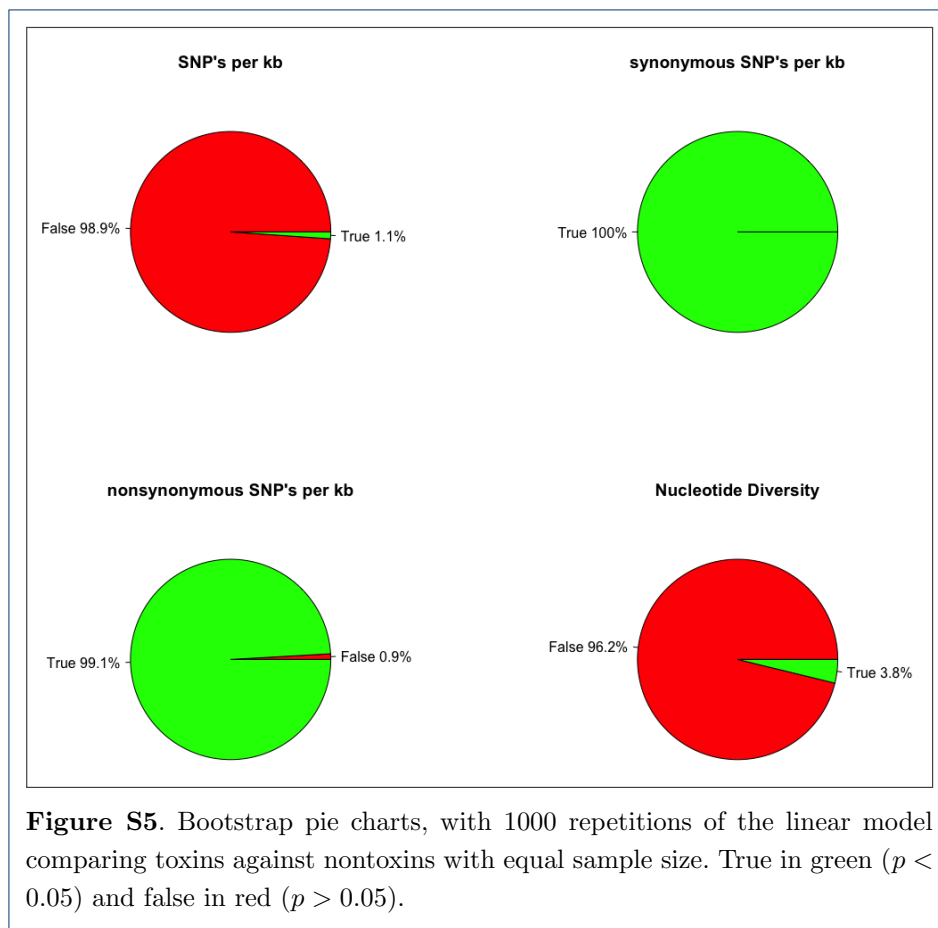 SNP's per kb
synonymous SNP's per kb
False 98.9%
True 1.1%
True 100%
nonsynonymous SNP's per kb
Nucleotide Diversity
True 99.1%
False 0.9%
False 96.2%
True 3.8%
Figure S5. Bootstrap pie charts, with 1000 repetitions of the linear model
comparing toxins against nontoxins with equal sample size. True in green (p <
0.05) and false in red (p > 0.05).